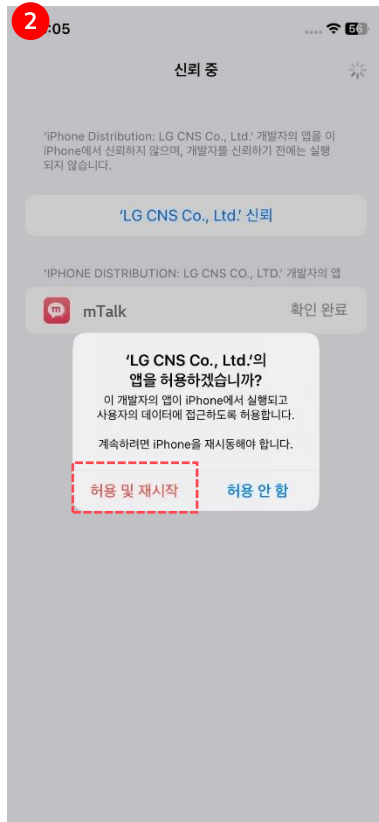 2
:05
56
신뢰 중
'iPhone Distribution: LG CNS Co., Ltd.' 개발자의 앱을 이
iPhone에서 신뢰하지 않으며, 개발자를 신뢰하기 전에는 실행
되지 않습니다.
'LG CNS Co., Ltd.' 신뢰
'IPHONE DISTRIBUTION: LG CNS CO., LTD.' 개발자의 앱
m
mTalk
확인 완료
'LG CNS Co., Ltd.'의
앱을 허용하겠습니까?
이 개발자의 앱이 iPhone에서 실행되고
사용자의 데이터에 접근하도록 허용합니다.
계속하려면 iPhone을 재시동해야 합니다.
허용 및 재시작
허용 안 함